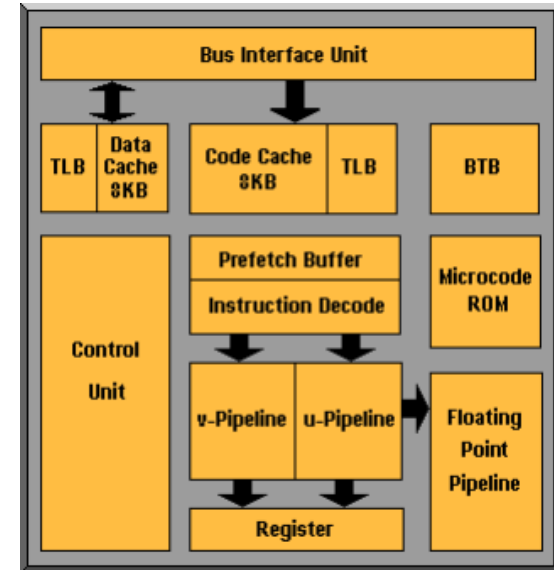 Bus Interface Unit
TLB
Data
Cache
8KB
Code Cache
8KB
TLB
BTB
Prefetch Buffer
Instruction Decode
Microcode
ROM
Control
Unit
v-Pipeline
u-Pipeline
Floating
Point
Pipeline
Register